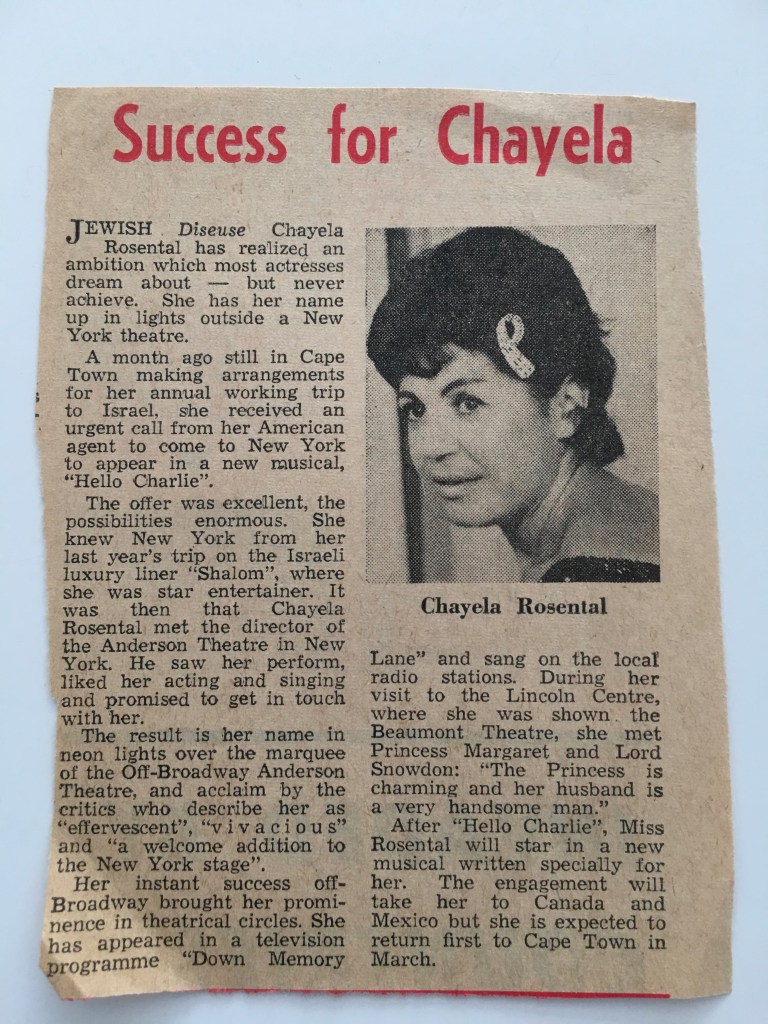 Success for Chayela
JEWISH Diseuse Chayela
Rosental has realized an
ambition which most actresses
dream about — but never
achieve. She has her name
up in lights outside a New
York theatre.
A month ago still in Cape
Town making arrangements
for her annual working trip
to Israel, she received an
urgent call from her American
agent to come to New York
to appear in a new musical,
“Hello Charlie”.
The offer was excellent, the
possibilities enormous. She
knew New York from her
last year’s trip on the Israeli
luxury liner “Shalom”, where
she was star entertainer. It
was then that Chayela
Rosental met the director of
the Anderson Theatre in New
York. He saw her perform,
liked her acting and singing
and promised to get in touch
with her.
The result is her name in
neon lights over the marquee
of the Off-Broadway Anderson
Theatre, and acclaim by the
critics who describe her as
“effervescent”, “vivacious”
and “a welcome addition to
the New York stage”.
Her instant success off-
Broadway brought her promi-
nence in theatrical circles. She
has appeared in a television
programme “Down Memory
Chayela Rosental
Lane” and sang on the local
radio stations. During her
visit to the Lincoln Centre,
where she was shown the
Beaumont Theatre, she met
Princess Margaret and Lord
Snowdon: “The Princess is
charming and her husband is
a very handsome man.”
After “Hello Charlie”, Miss
Rosental will star in a new
musical written specially for
her. The engagement will
take her to Canada and
Mexico but she is expected to
return first to Cape Town in
March.